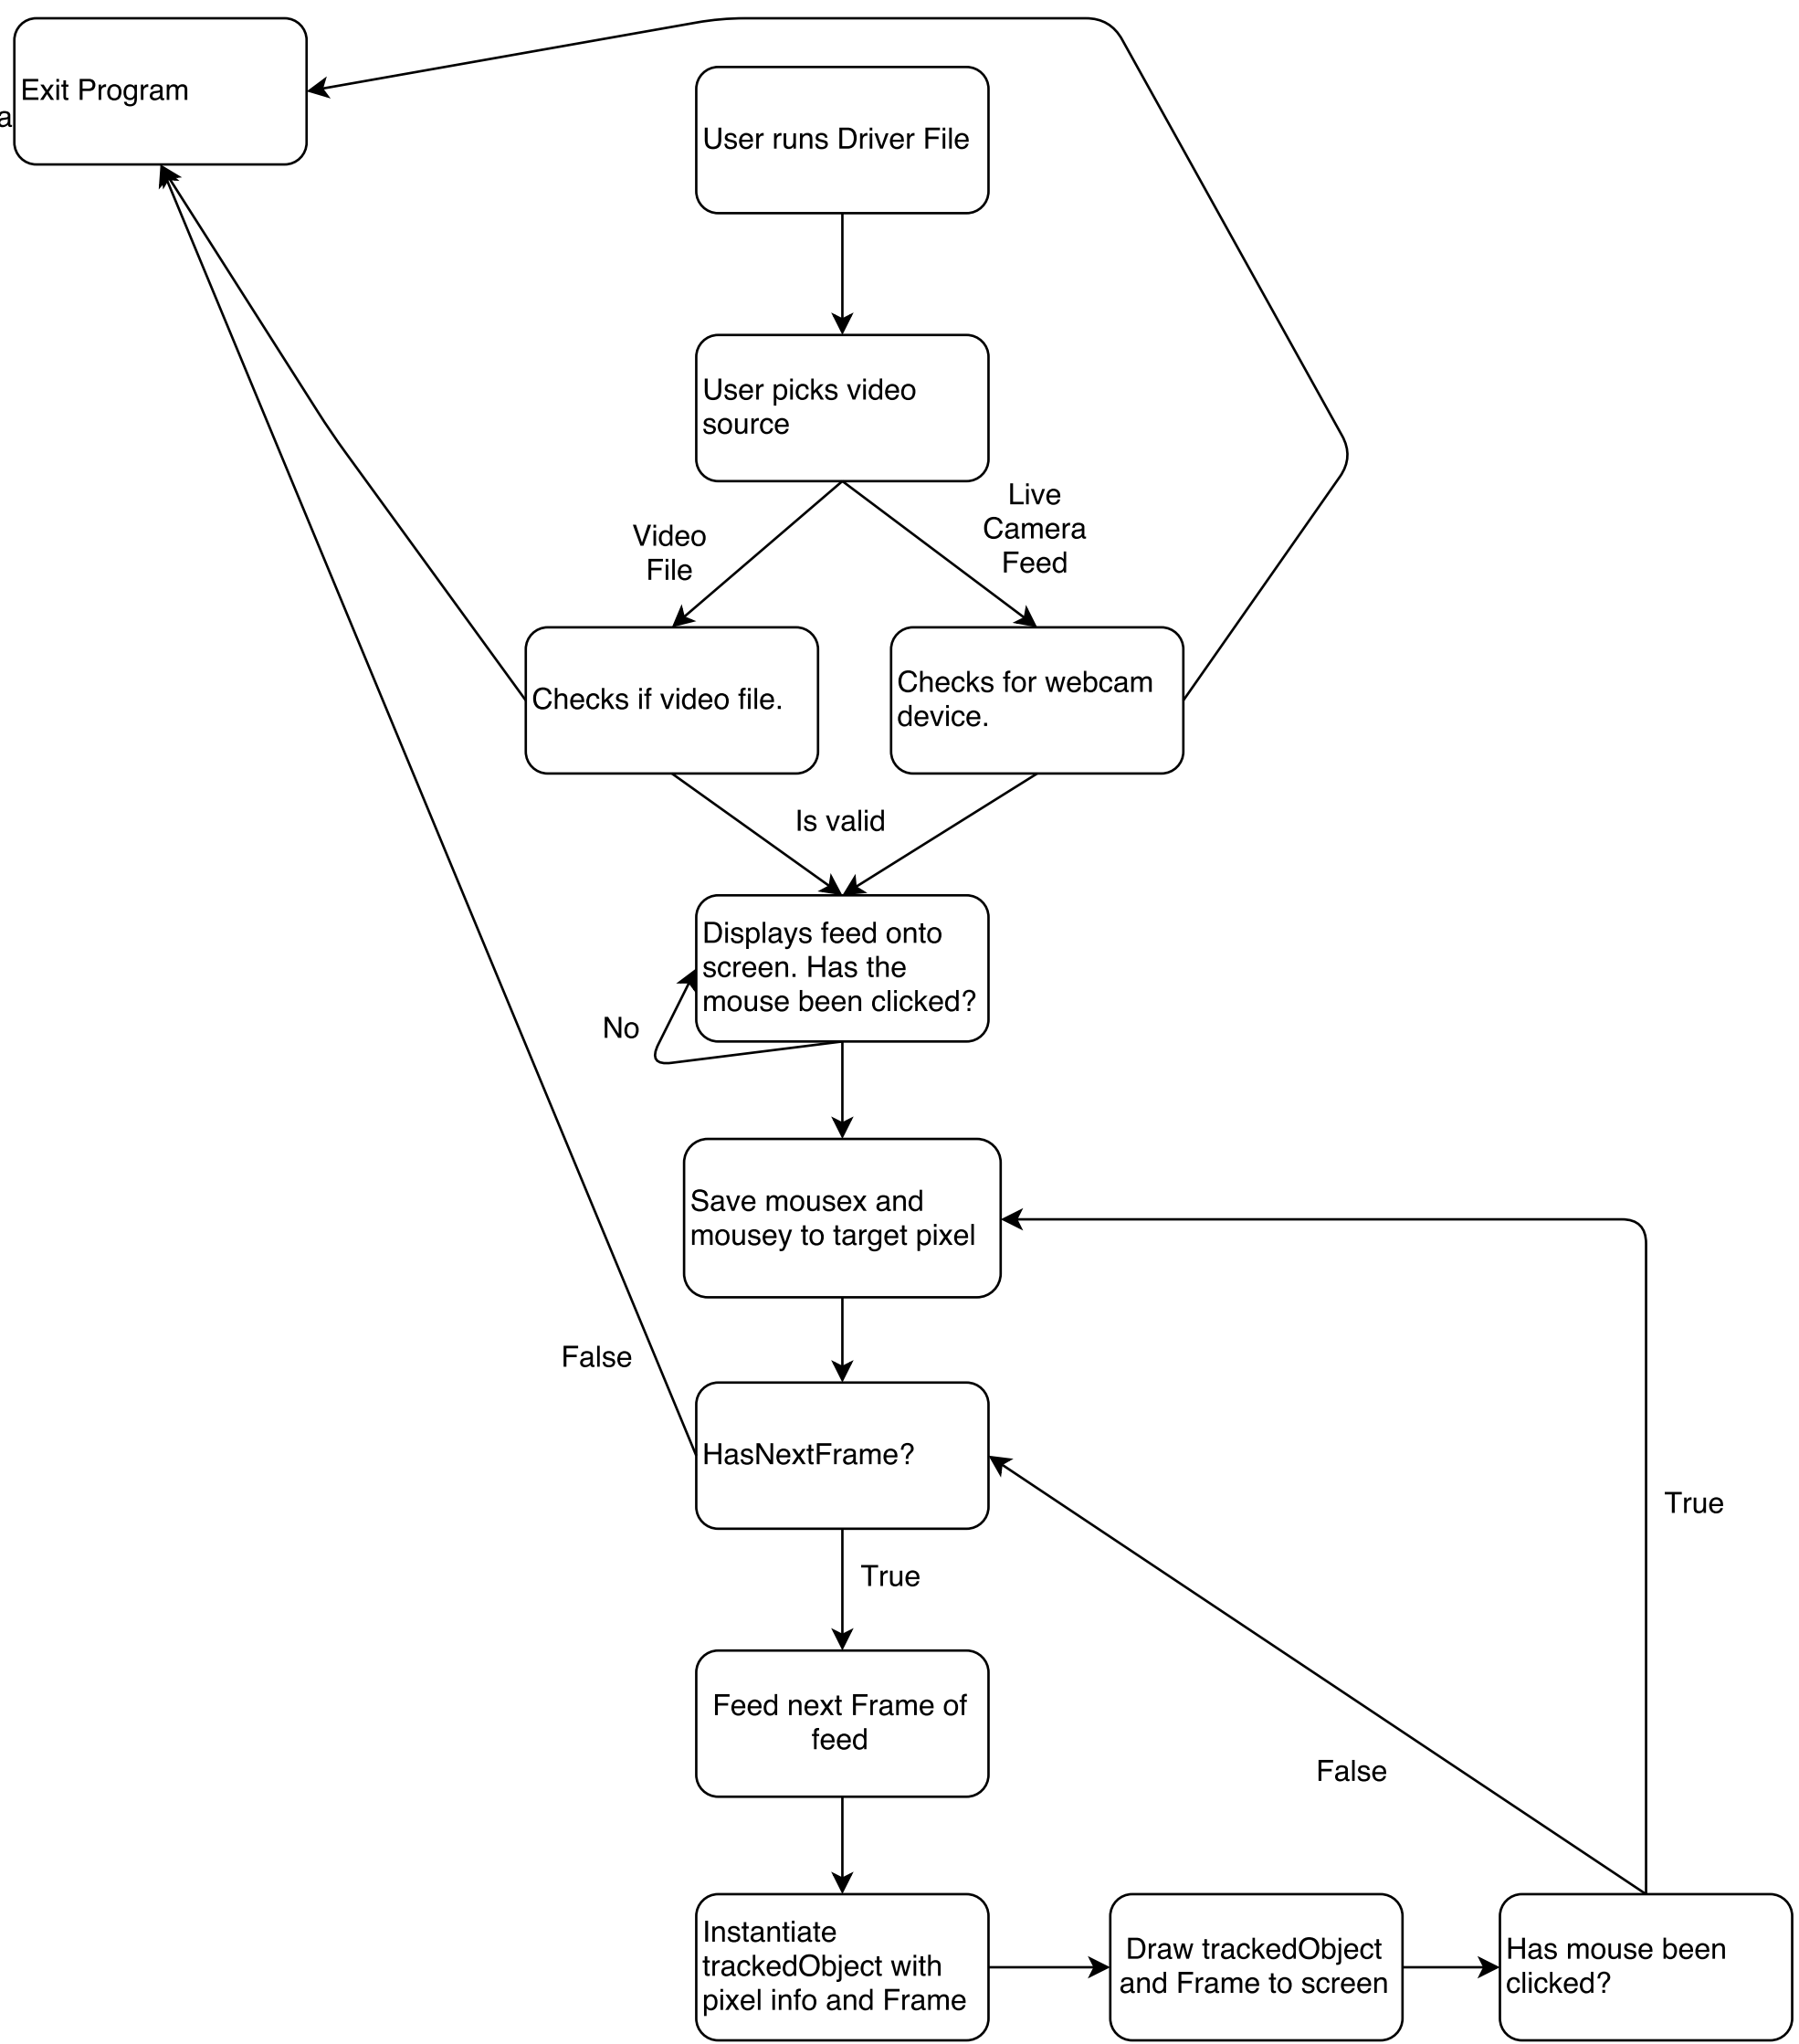 Exit Program
a
User runs Driver File
User picks video
source
Video
File
Live
Camera
Feed
Checks if video file.
Checks for webcam
device.
Is valid
Displays feed onto
screen. Has the
mouse been clicked?
No
Save mousex and
mousey to target pixel
False
HasNextFrame?
True
True
Feed next Frame of
feed
False
Instantiate
trackedObject with
pixel info and Frame
Draw trackedObject
and Frame to screen
Has mouse been
clicked?